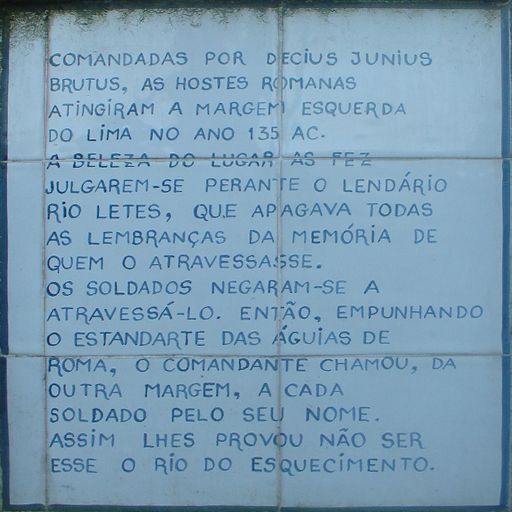 COMANDADAS POR DECIUS JUNIUS
BRUTUS, AS HOSTES ROMANAS
ATINGIRAM A MARGEM ESQUERDA
DO LIMA NO ANO 135 AC.
A BELEZA DO LUGAR AS FEZ
JULGAREM-SE PERANTE O LENDÁRIO
RIO LETES, QUE APAGAVA TODAS
AS LEMBRANÇAS DA MEMÓRIA DE
QUEM O ATRAVESSASSE.
OS SOLDADOS NEGARAM-SE A
ATRAVESSÁ-LO. ENTÃO, EMPUNHANDO
O ESTANDARTE DAS ÁGUIAS DE
ROMA, O COMANDANTE CHAMOU, DA
OUTRA MARGEM, A CADA
SOLDADO PELO SEU NOME.
ASSIM LHES PROVOU NÃO SER
ESSE O RIO DO ESQUECIMENTO.